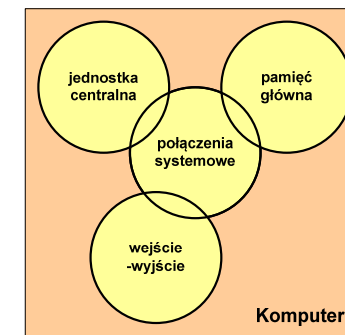 jednostka
centralna
pamięć
główna
połączenia
systemowe
wejście
-wyjście
Komputer